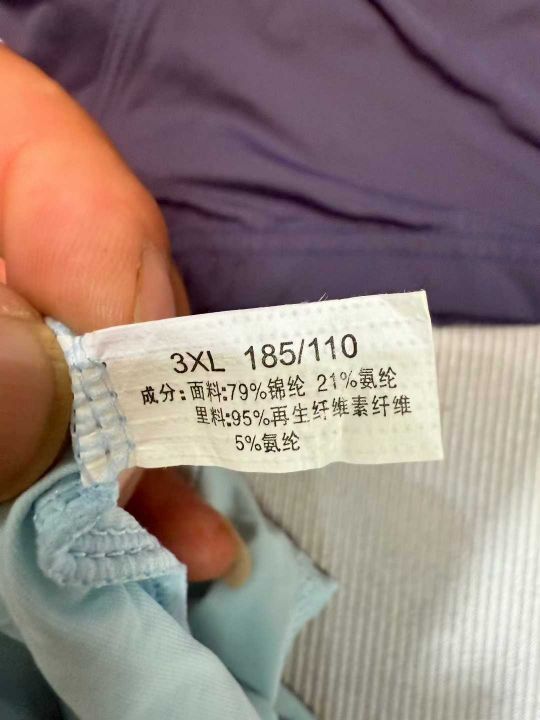 3XL 185/110
成分:面料:79%锦纶 21%氨纶
里料:95%再生纤维素纤维
5%氨纶